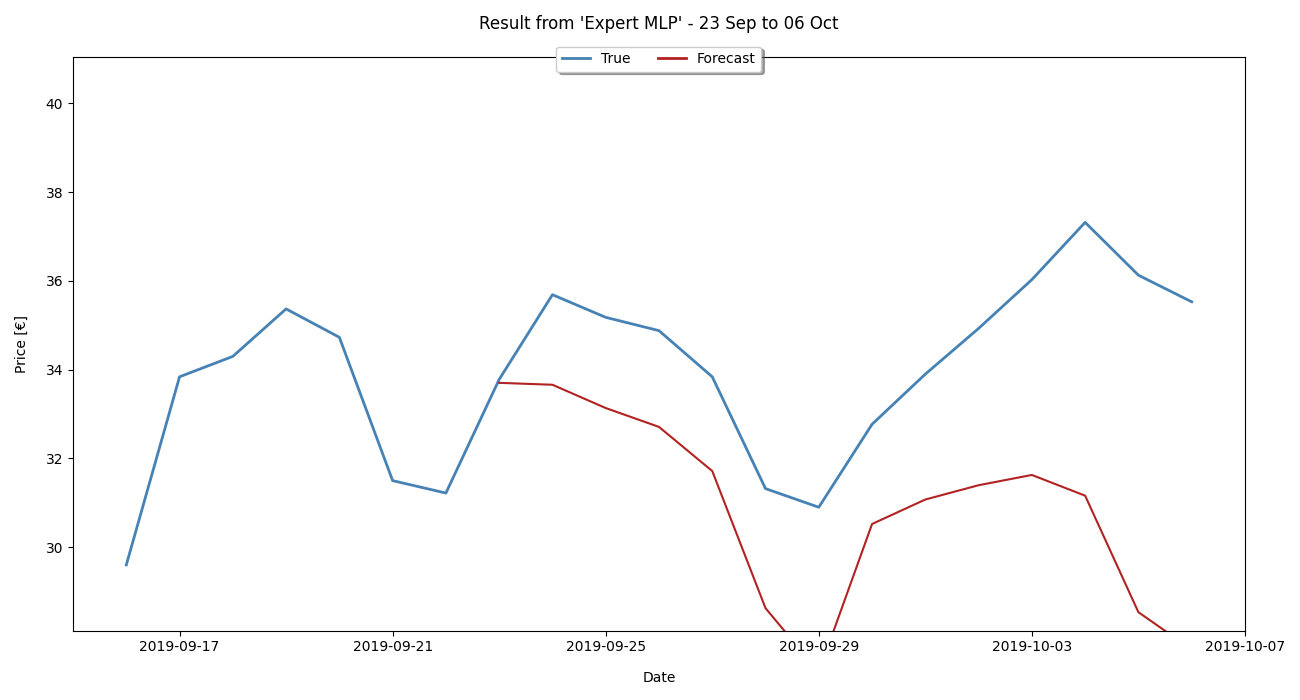 Result from 'Expert MLP' - 23 Sep to 06 Oct
True Forecast
40
38
36
34
32
30
Price [€]
2019-09-17 2019-09-21 2019-09-25 2019-09-29 2019-10-03 2019-10-07
Date